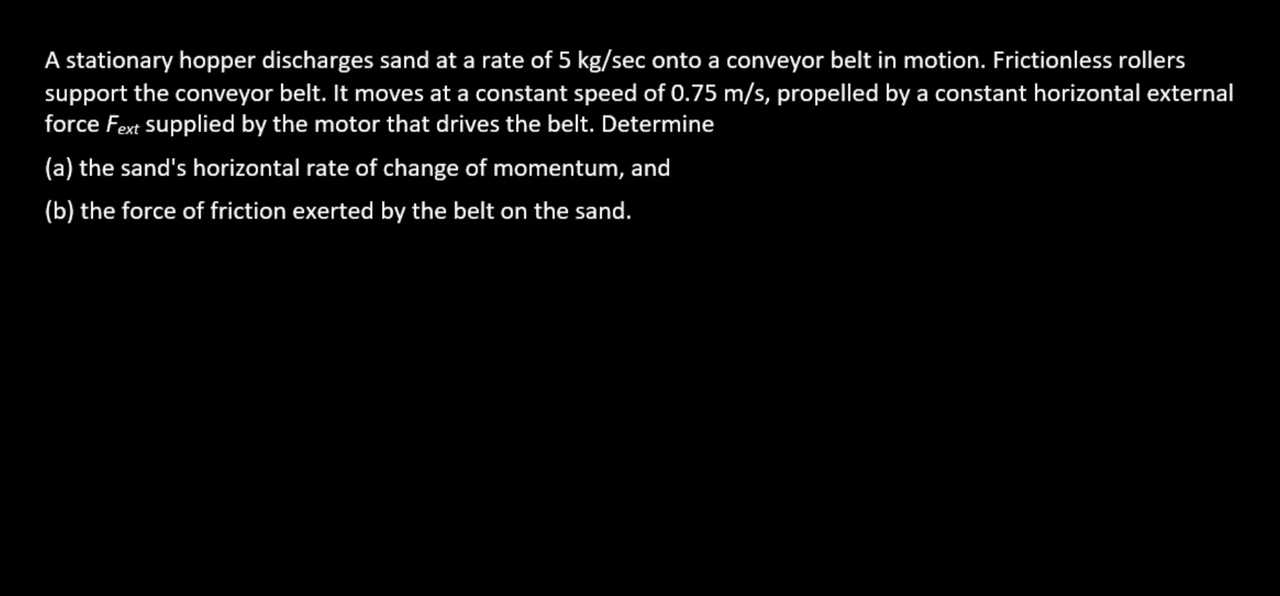 A stationary hopper discharges sand at a rate of 5 kg/sec onto a conveyor belt in motion. Frictionless rollers
support the conveyor belt. It moves at a constant speed of 0.75 m/s, propelled by a constant horizontal external
force Fext supplied by the motor that drives the belt. Determine
(a) the sand's horizontal rate of change of momentum, and
(b) the force of friction exerted by the belt on the sand.